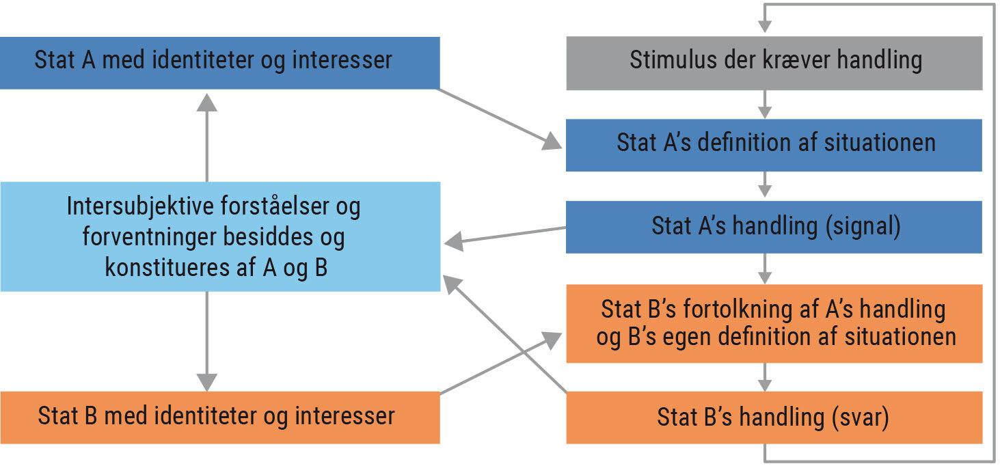 Stat A med identiteter og interesser
Intersubjektive forståelser og
forventninger besiddes og
konstitueres af A og B
Stat B med identiteter og interesser
Stimulus der kræver handling
Stat A’s definition af situationen
Stat A’s handling (signal)
Stat B’s fortolkning af A’s handling
og B’s egen definition af situationen
Stat B’s handling (svar)